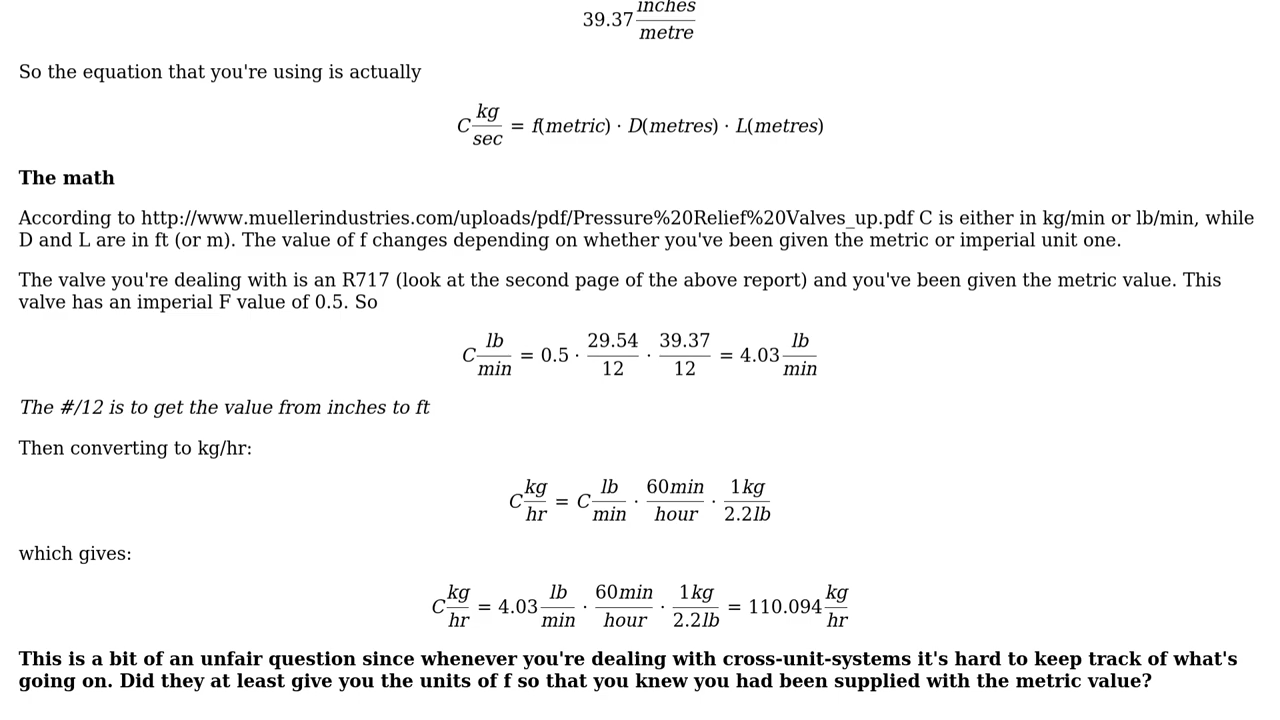 39.37 inches/metre
So the equation that you're using is actually
C kg/sec = f(metric) · D(metres) · L(metres)
The math
According to http://www.muellerindustries.com/uploads/pdf/Pressure%20Relief%20Valves_up.pdf C is either in kg/min or lb/min, while
D and L are in ft (or m). The value of f changes depending on whether you've been given the metric or imperial unit one.
The valve you're dealing with is an R717 (look at the second page of the above report) and you've been given the metric value. This
valve has an imperial F value of 0.5. So
C lb/min = 0.5 · 29.54/12 · 39.37/12 = 4.03 lb/min
The #/12 is to get the value from inches to ft
Then converting to kg/hr:
C kg/hr = C lb/min · 60min/hour · 1kg/2.2lb
which gives:
C kg/hr = 4.03 lb/min · 60min/hour · 1kg/2.2lb = 110.094 kg/hr
This is a bit of an unfair question since whenever you're dealing with cross-unit-systems it's hard to keep track of what's
going on. Did they at least give you the units of f so that you knew you had been supplied with the metric value?